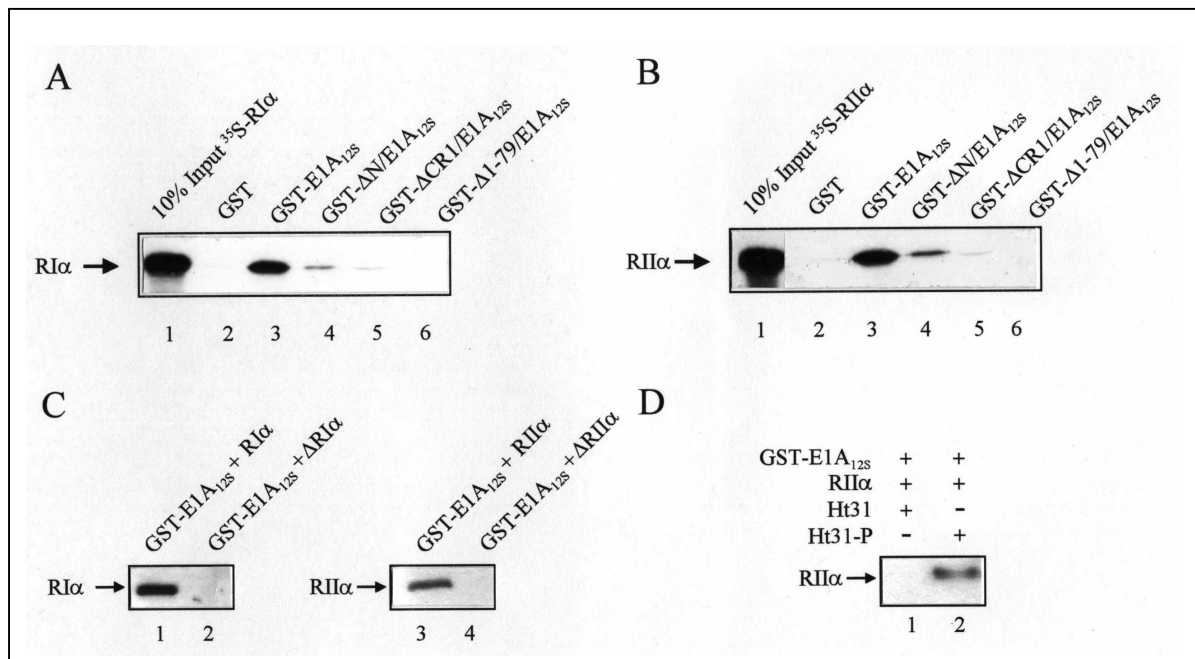 A
10% Input ³⁵S-RIα
GST
GST-E1A₁₂S
GST-ΔN/E1A₁₂S
GST-ΔCR1/E1A₁₂S
GST-Δ1-79/E1A₁₂S
RIα
1 2 3 4 5 6
B
10% Input ³⁵S-RIIα
GST
GST-E1A₁₂S
GST-ΔN/E1A₁₂S
GST-ΔCR1/E1A₁₂S
GST-Δ1-79/E1A₁₂S
RIIα
1 2 3 4 5 6
C
GST-E1A₁₂S + RIα
GST-E1A₁₂S + ΔRIα
RIα
1 2
GST-E1A₁₂S + RIIα
GST-E1A₁₂S + ΔRIIα
RIIα
3 4
D
GST-E1A₁₂S + +
RIIα + +
Ht31 + -
Ht31-P - +
RIIα
1 2